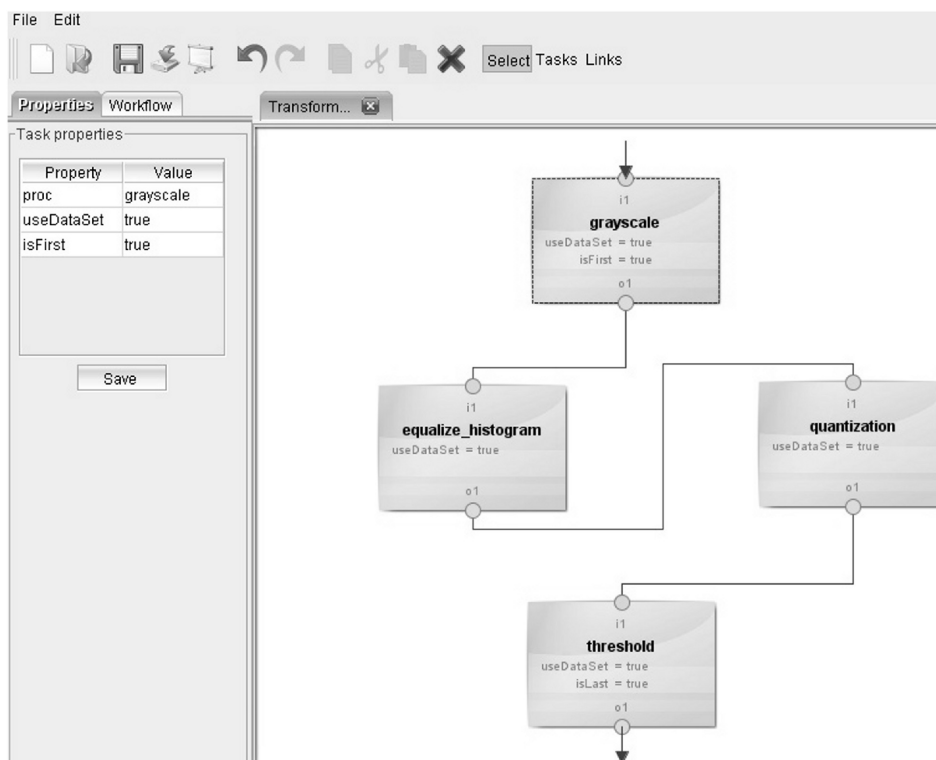 File Edit
Select Tasks Links
Properties Workflow
Transform...
Task properties
Property Value
proc grayscale
useDataSet true
isFirst true
Save
i1
grayscale
useDataSet = true
isFirst = true
o1
i1
equalize_histogram
useDataSet = true
o1
i1
quantization
useDataSet = true
o1
i1
threshold
useDataSet = true
isLast = true
o1